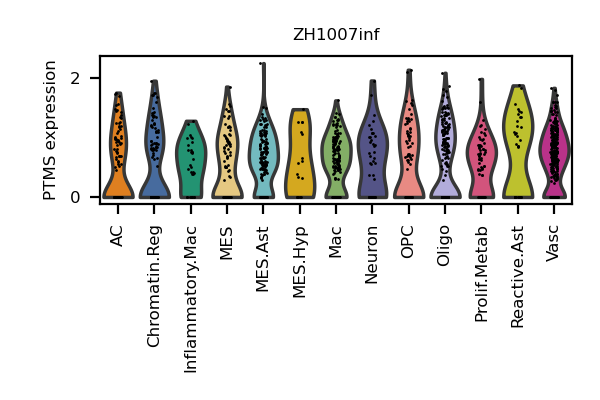 ZH1007inf
PTMS expression
2
0
AC
Chromatin.Reg
Inflammatory.Mac
MES
MES.Ast
MES.Hyp
Mac
Neuron
OPC
Oligo
Prolif.Metab
Reactive.Ast
Vasc